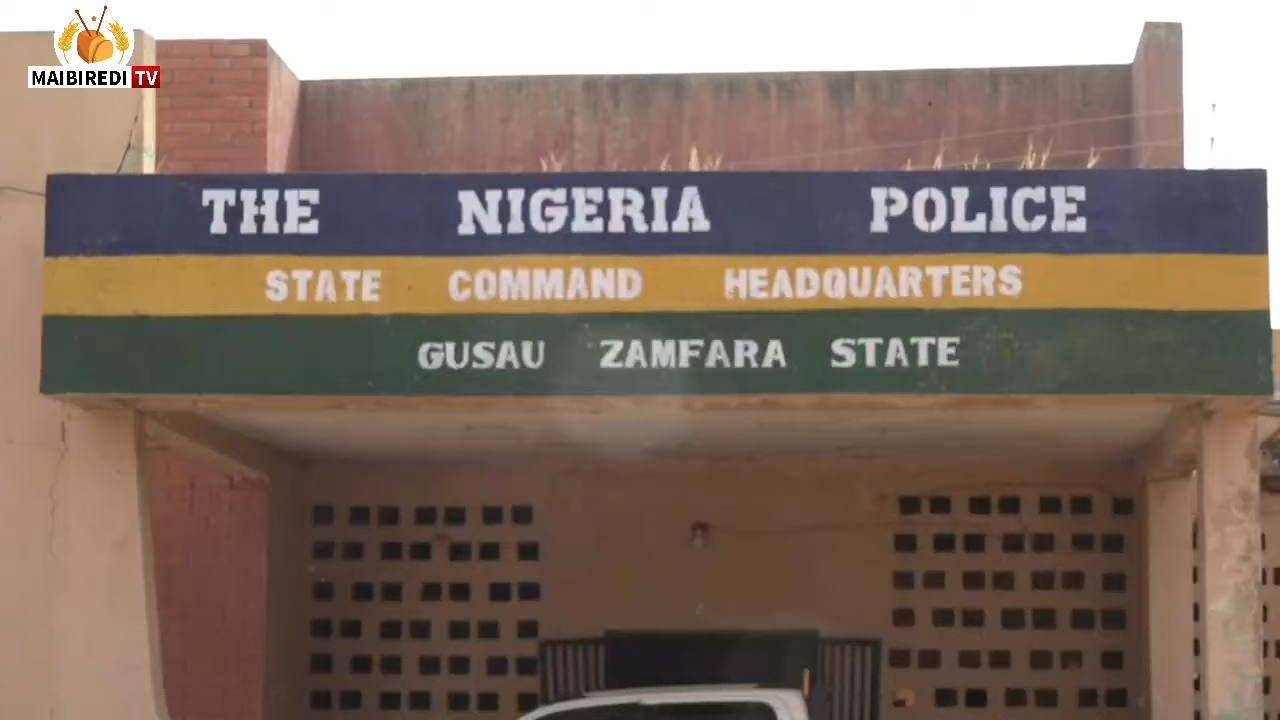 MAIBIREDI TV
THE NIGERIA POLICE
STATE COMMAND HEADQUARTERS
GUSAU ZAMFARA STATE